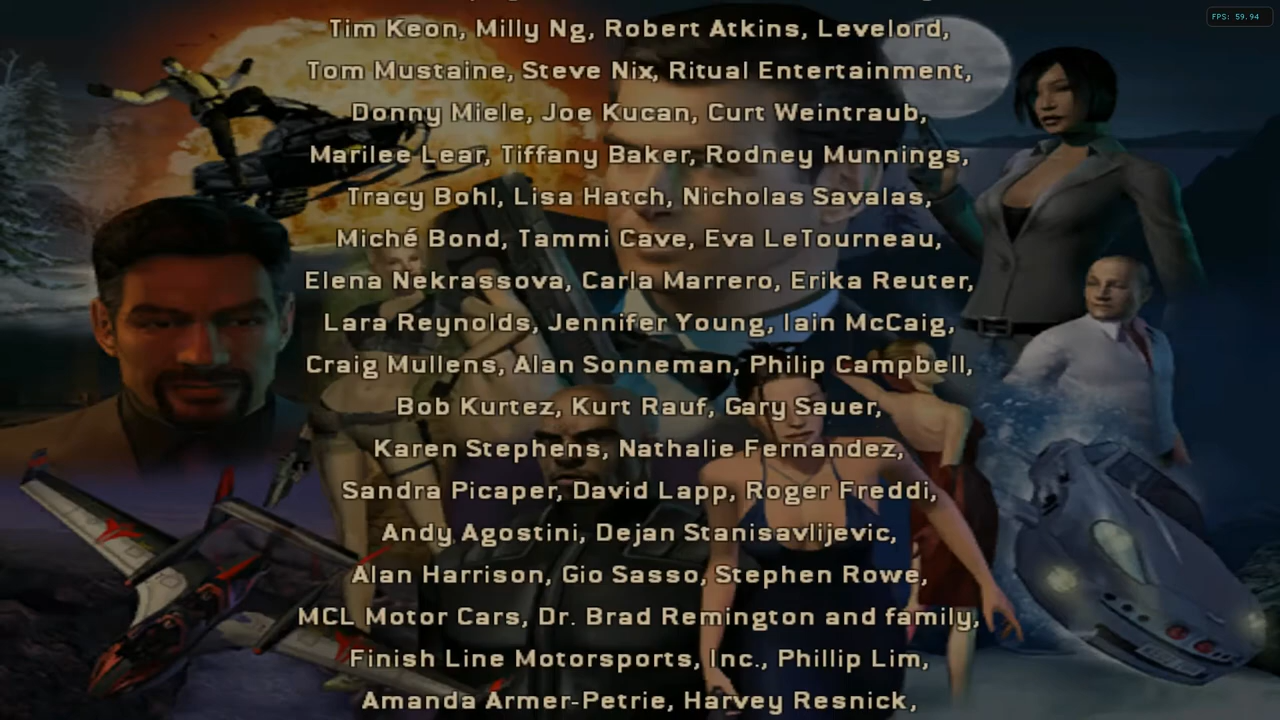 FPS: 59.94
Tim Keon, Milly Ng, Robert Atkins, Levelord,
Tom Mustaine, Steve Nix, Ritual Entertainment,
Donny Miele, Joe Kucan, Curt Weintraub,
Marilee Lear, Tiffany Baker, Rodney Munnings,
Tracy Bohl, Lisa Hatch, Nicholas Savalas,
Miché Bond, Tammi Cave, Eva LeTourneau,
Elena Nekrassova, Carla Marrero, Erika Reuter,
Lara Reynolds, Jennifer Young, Iain McCaig,
Craig Mullens, Alan Sonneman, Philip Campbell,
Bob Kurtez, Kurt Rauf, Gary Sauer,
Karen Stephens, Nathalie Fernandez,
Sandra Picaper, David Lapp, Roger Freddi,
Andy Agostini, Dejan Stanisavlijevic,
Alan Harrison, Gio Sasso, Stephen Rowe,
MCL Motor Cars, Dr. Brad Remington and family,
Finish Line Motorsports, Inc., Phillip Lim,
Amanda Armer-Petrie, Harvey Resnick,